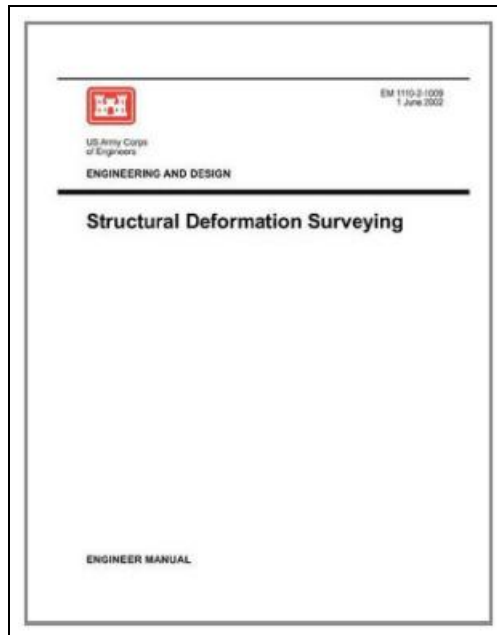 EM 1110-2-1009
1 June 2002
US Army Corps
of Engineers
ENGINEERING AND DESIGN
Structural Deformation Surveying
ENGINEER MANUAL